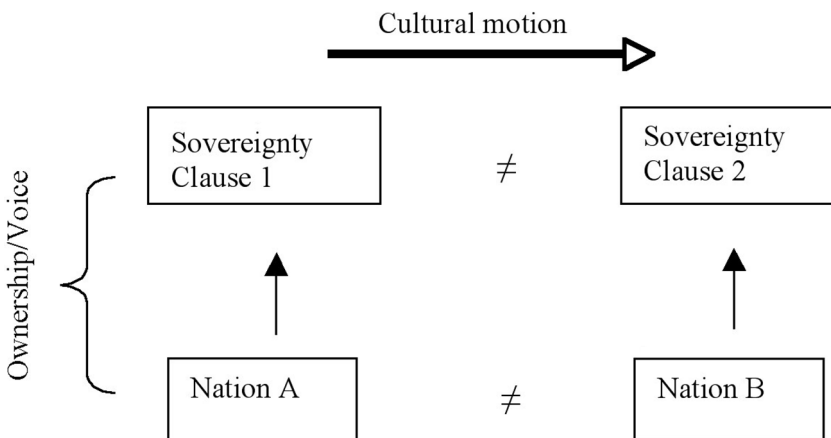 Cultural motion
Sovereignty
Clause 1
≠
Sovereignty
Clause 2
Ownership/Voice
Nation A
≠
Nation B